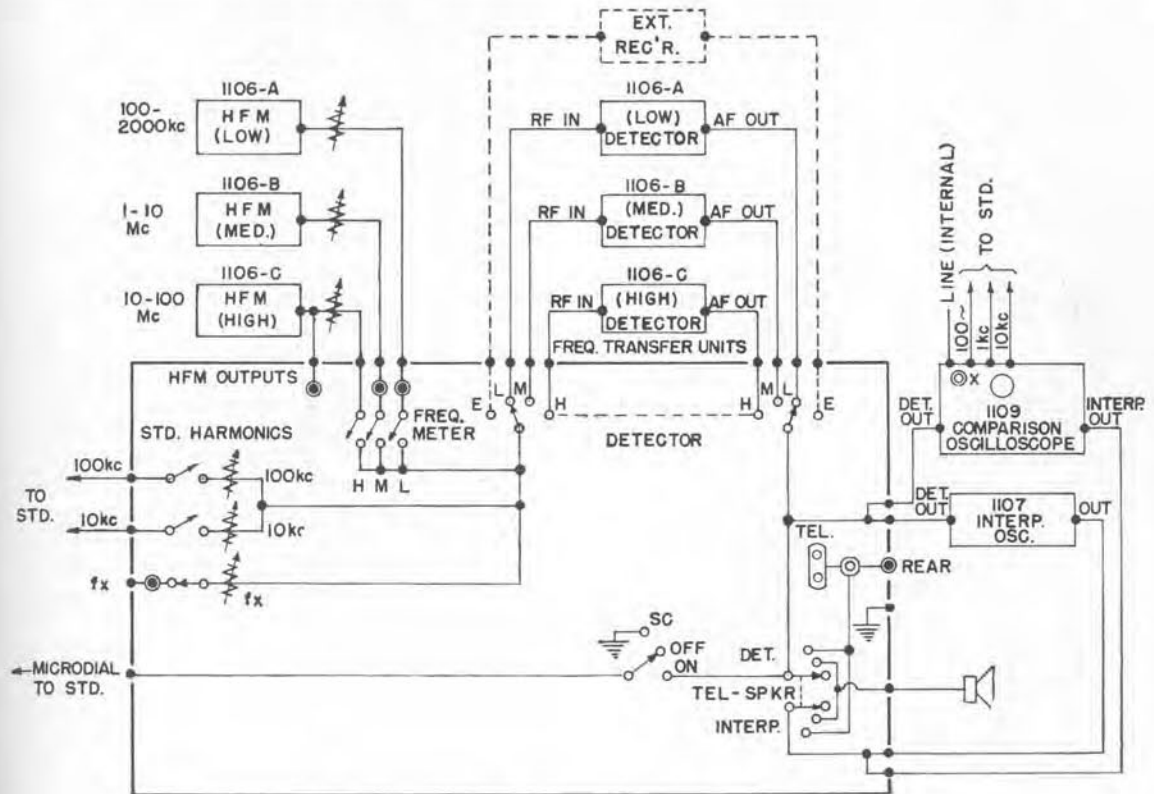 EXT.
REC'R.
1106-A
100-
2000kc
HFM
(LOW)
1106-B
1-10
Mc
HFM
(MED.)
1106-C
10-100
Mc
HFM
(HIGH)
1106-A
RF IN
(LOW)
DETECTOR
AF OUT
1106-B
RF IN
(MED.)
DETECTOR
AF OUT
1106-C
RF IN
(HIGH)
DETECTOR
AF OUT
FREQ. TRANSFER UNITS
LINE (INTERNAL)
100~
1kc
10kc
TO STD.
HFM OUTPUTS
FREQ.
METER
H M L
E L M H
H M L E
DETECTOR
X
DET.
OUT
1109
COMPARISON
OSCILLOSCOPE
INTERP.
OUT
STD. HARMONICS
100kc
100kc
TO
STD.
10kc
10kc
fx
fx
DET.
OUT
1107
INTERP.
OSC.
OUT
TEL.
REAR
SC
OFF
ON
MICRODIAL
TO STD.
DET.
TEL-SPKR
INTERP.